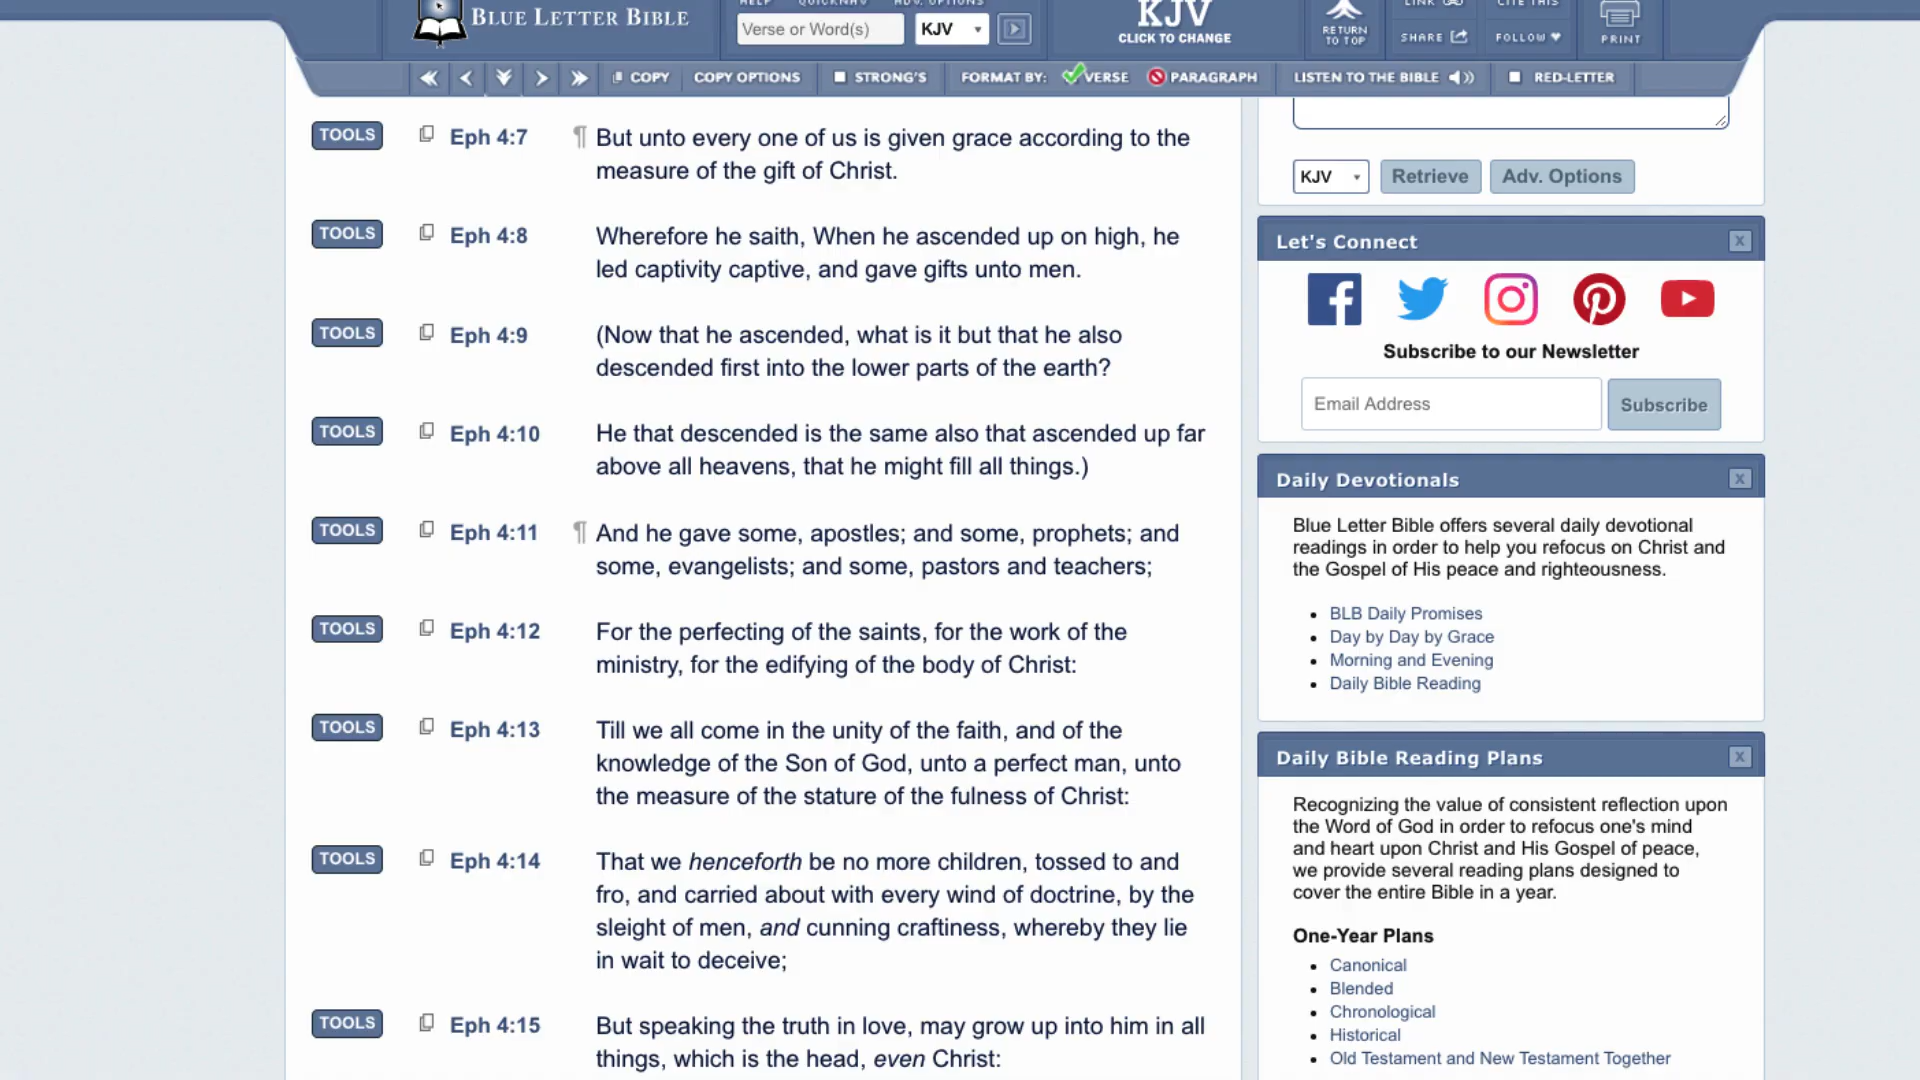 HELP QUICKNAV ADV. OPTIONS
LINK CITE THIS
BLUE LETTER BIBLE
Verse or Word(s) KJV
KJV
CLICK TO CHANGE
RETURN
TO TOP
SHARE FOLLOW PRINT
COPY COPY OPTIONS STRONG'S FORMAT BY: VERSE PARAGRAPH LISTEN TO THE BIBLE RED-LETTER
TOOLS Eph 4:7 ¶ But unto every one of us is given grace according to the
measure of the gift of Christ.
TOOLS Eph 4:8 Wherefore he saith, When he ascended up on high, he
led captivity captive, and gave gifts unto men.
TOOLS Eph 4:9 (Now that he ascended, what is it but that he also
descended first into the lower parts of the earth?
TOOLS Eph 4:10 He that descended is the same also that ascended up far
above all heavens, that he might fill all things.)
TOOLS Eph 4:11 ¶ And he gave some, apostles; and some, prophets; and
some, evangelists; and some, pastors and teachers;
TOOLS Eph 4:12 For the perfecting of the saints, for the work of the
ministry, for the edifying of the body of Christ:
TOOLS Eph 4:13 Till we all come in the unity of the faith, and of the
knowledge of the Son of God, unto a perfect man, unto
the measure of the stature of the fulness of Christ:
TOOLS Eph 4:14 That we henceforth be no more children, tossed to and
fro, and carried about with every wind of doctrine, by the
sleight of men, and cunning craftiness, whereby they lie
in wait to deceive;
TOOLS Eph 4:15 But speaking the truth in love, may grow up into him in all
things, which is the head, even Christ:
KJV Retrieve Adv. Options
Let's Connect X
Subscribe to our Newsletter
Email Address Subscribe
Daily Devotionals X
Blue Letter Bible offers several daily devotional
readings in order to help you refocus on Christ and
the Gospel of His peace and righteousness.
• BLB Daily Promises
• Day by Day by Grace
• Morning and Evening
• Daily Bible Reading
Daily Bible Reading Plans X
Recognizing the value of consistent reflection upon
the Word of God in order to refocus one's mind
and heart upon Christ and His Gospel of peace,
we provide several reading plans designed to
cover the entire Bible in a year.
One-Year Plans
• Canonical
• Blended
• Chronological
• Historical
• Old Testament and New Testament Together